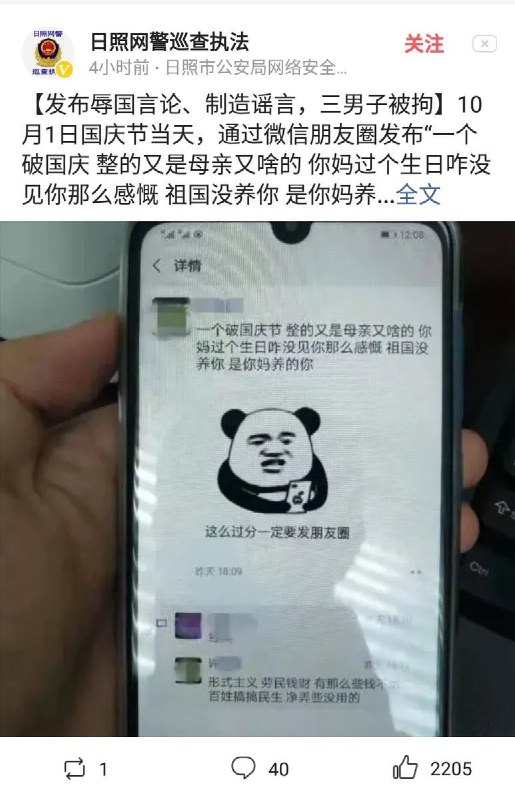 日照网警
巡查执
日照网警巡查执法
关注
4小时前·日照市公安局网络安全...
【发布辱国言论、制造谣言，三男子被拘】10
月1日国庆节当天，通过微信朋友圈发布“一个
破国庆 整的又是母亲又啥的 你妈过个生日咋没
见你那么感慨 祖国没养你 是你妈养...全文
12:08
详情
一个破国庆节 整的又是母亲又啥的 你
妈过个生日咋没见你那么感慨 祖国没
养你 是你妈养的你
这么过分一定要发朋友圈
昨天 18:09
形式主义 劳民钱财 有那么些钱不
百姓搞搞民生 净弄些没用的
Ctrl
1
40
2205